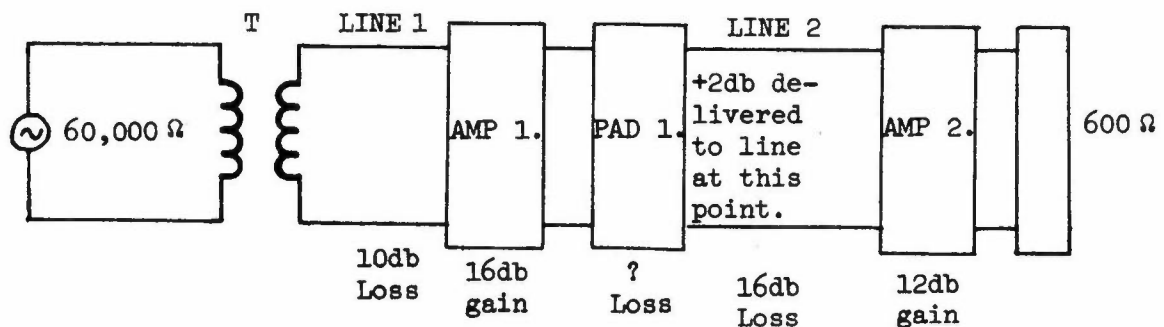 T
LINE 1
LINE 2
60,000 Ω
AMP 1.
PAD 1.
+2db de-
livered
to line
at this
point.
AMP 2.
600 Ω
10db
Loss
16db
gain
?
Loss
16db
Loss
12db
gain